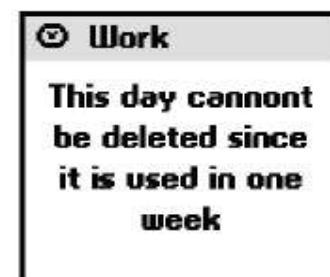 Work
This day cannont
be deleted since
it is used in one
week